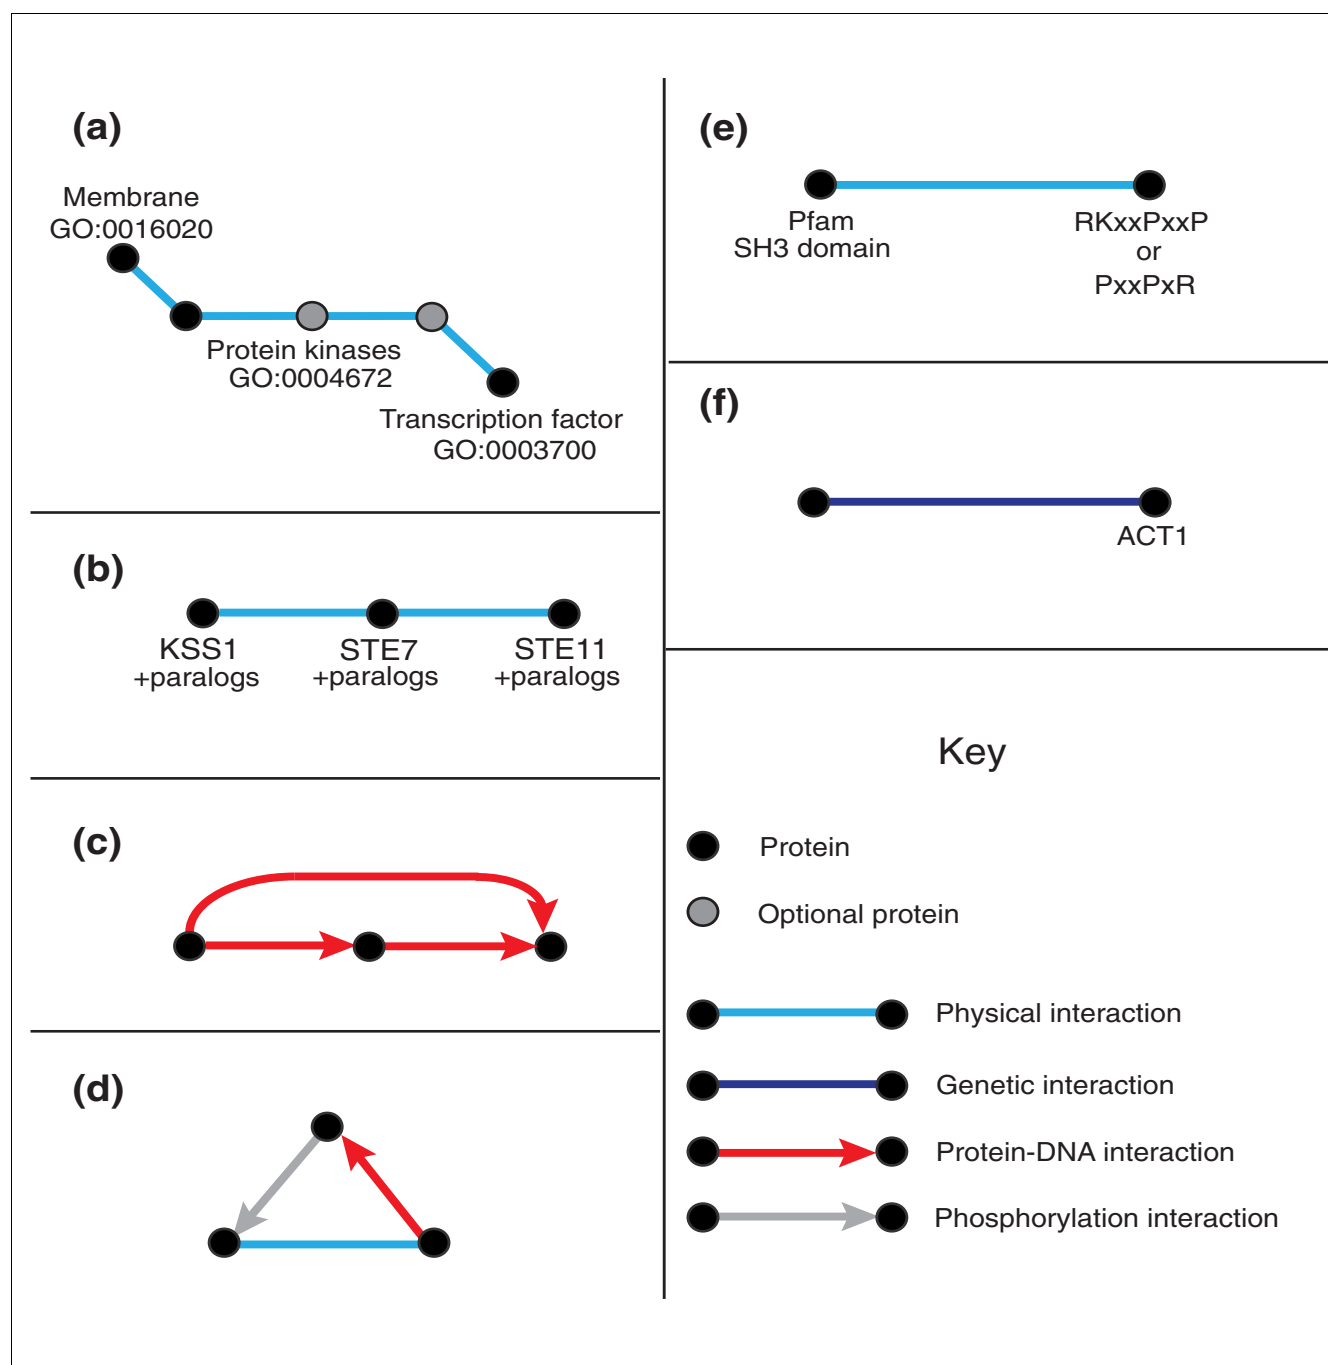 (a)
Membrane
GO:0016020
Protein kinases
GO:0004672
Transcription factor
GO:0003700
(b)
KSS1
+paralogs
STE7
+paralogs
STE11
+paralogs
(c)
(d)
(e)
Pfam
SH3 domain
RKxxPxxP
or
PxxPxR
(f)
ACT1
Key
Protein
Optional protein
Physical interaction
Genetic interaction
Protein-DNA interaction
Phosphorylation interaction